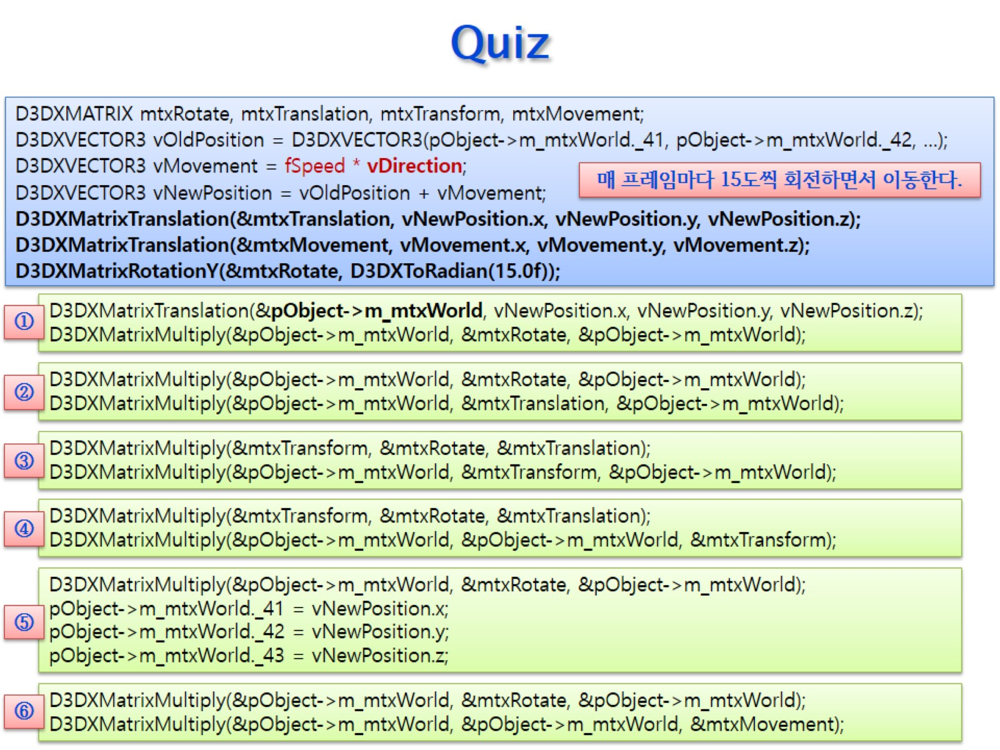 Quiz
D3DXMATRIX mtxRotate, mtxTranslation, mtxTransform, mtxMovement;
D3DXVECTOR3 vOldPosition = D3DXVECTOR3(pObject->m_mtxWorld._41, pObject->m_mtxWorld._42, ...);
D3DXVECTOR3 vMovement = fSpeed * vDirection;
매 프레임마다 15도씩 회전하면서 이동한다.
D3DXVECTOR3 vNewPosition = vOldPosition + vMovement;
D3DXMatrixTranslation(&mtxTranslation, vNewPosition.x, vNewPosition.y, vNewPosition.z);
D3DXMatrixTranslation(&mtxMovement, vMovement.x, vMovement.y, vMovement.z);
D3DXMatrixRotationY(&mtxRotate, D3DXToRadian(15.0f));
①
D3DXMatrixTranslation(&pObject->m_mtxWorld, vNewPosition.x, vNewPosition.y, vNewPosition.z);
D3DXMatrixMultiply(&pObject->m_mtxWorld, &mtxRotate, &pObject->m_mtxWorld);
②
D3DXMatrixMultiply(&pObject->m_mtxWorld, &mtxRotate, &pObject->m_mtxWorld);
D3DXMatrixMultiply(&pObject->m_mtxWorld, &mtxTranslation, &pObject->m_mtxWorld);
③
D3DXMatrixMultiply(&mtxTransform, &mtxRotate, &mtxTranslation);
D3DXMatrixMultiply(&pObject->m_mtxWorld, &mtxTransform, &pObject->m_mtxWorld);
④
D3DXMatrixMultiply(&mtxTransform, &mtxRotate, &mtxTranslation);
D3DXMatrixMultiply(&pObject->m_mtxWorld, &pObject->m_mtxWorld, &mtxTransform);
⑤
D3DXMatrixMultiply(&pObject->m_mtxWorld, &mtxRotate, &pObject->m_mtxWorld);
pObject->m_mtxWorld._41 = vNewPosition.x;
pObject->m_mtxWorld._42 = vNewPosition.y;
pObject->m_mtxWorld._43 = vNewPosition.z;
⑥
D3DXMatrixMultiply(&pObject->m_mtxWorld, &mtxRotate, &pObject->m_mtxWorld);
D3DXMatrixMultiply(&pObject->m_mtxWorld, &pObject->m_mtxWorld, &mtxMovement);